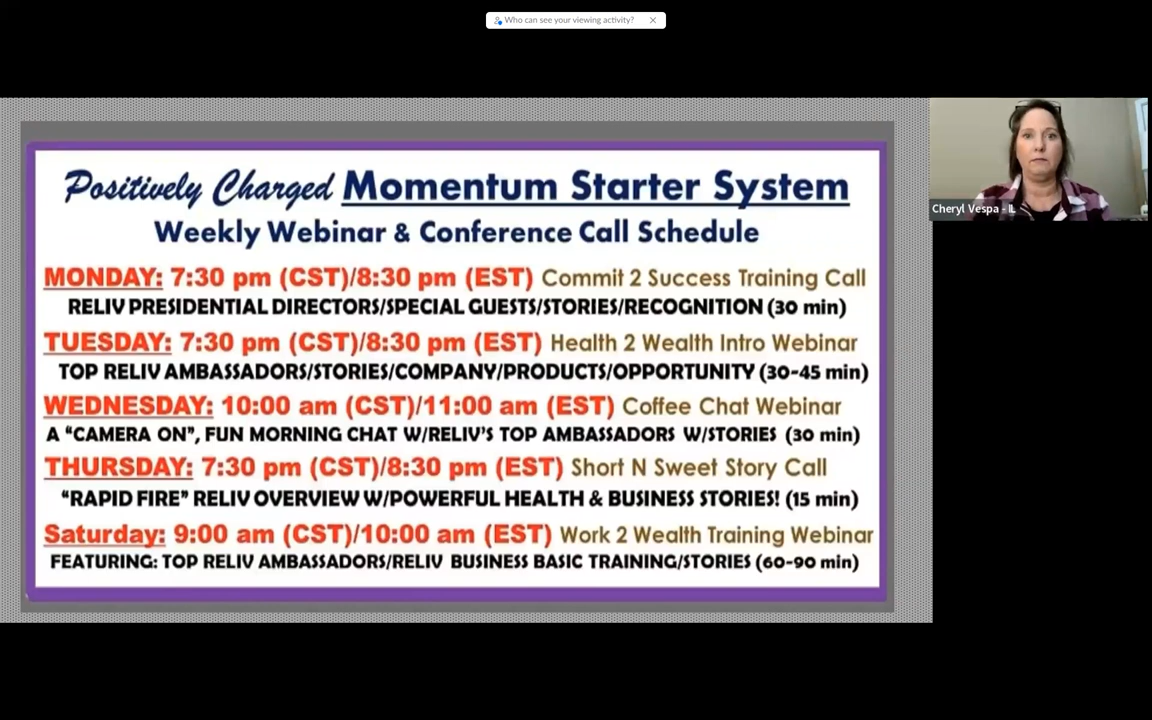 Who can see your viewing activity?
Positively Charged Momentum Starter System
Weekly Webinar & Conference Call Schedule
MONDAY: 7:30 pm (CST)/8:30 pm (EST) Commit 2 Success Training Call
RELIV PRESIDENTIAL DIRECTORS/SPECIAL GUESTS/STORIES/RECOGNITION (30 min)
TUESDAY: 7:30 pm (CST)/8:30 pm (EST) Health 2 Wealth Intro Webinar
TOP RELIV AMBASSADORS/STORIES/COMPANY/PRODUCTS/OPPORTUNITY (30-45 min)
WEDNESDAY: 10:00 am (CST)/11:00 am (EST) Coffee Chat Webinar
A “CAMERA ON”, FUN MORNING CHAT W/RELIV’S TOP AMBASSADORS W/STORIES (30 min)
THURSDAY: 7:30 pm (CST)/8:30 pm (EST) Short N Sweet Story Call
“RAPID FIRE” RELIV OVERVIEW W/POWERFUL HEALTH & BUSINESS STORIES! (15 min)
Saturday: 9:00 am (CST)/10:00 am (EST) Work 2 Wealth Training Webinar
FEATURING: TOP RELIV AMBASSADORS/RELIV BUSINESS BASIC TRAINING/STORIES (60-90 min)
Cheryl Vespa - IL